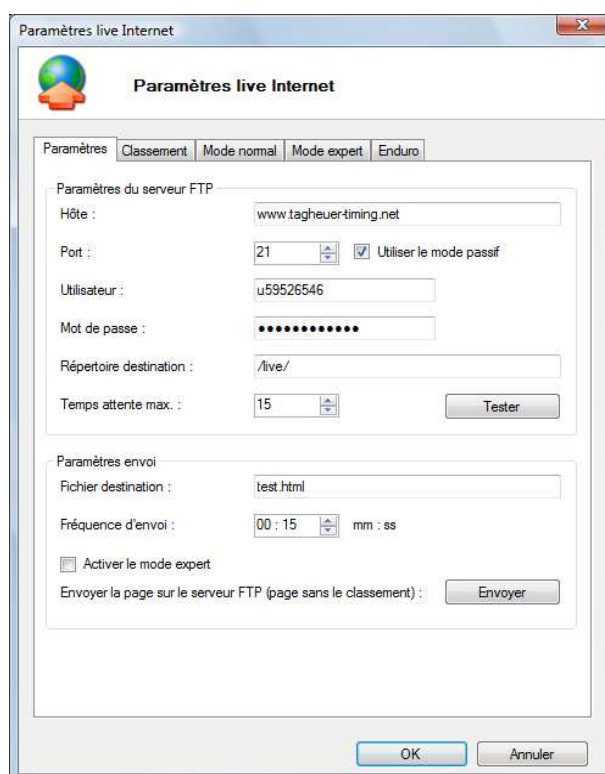 Paramètres live Internet
Paramètres live Internet
Paramètres Classement Mode normal Mode expert Enduro
Paramètres du serveur FTP
Hôte : www.tagheuer-timing.net
Port : 21 Utiliser le mode passif
Utilisateur : u59526546
Mot de passe : ●●●●●●●●●●●●
Répertoire destination : /live/
Temps attente max. : 15 Tester
Paramètres envoi
Fichier destination : test.html
Fréquence d'envoi : 00 : 15 mm : ss
Activer le mode expert
Envoyer la page sur le serveur FTP (page sans le classement) : Envoyer
OK Annuler